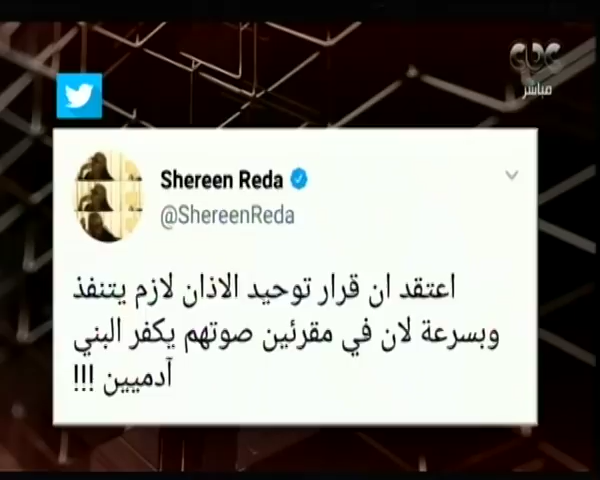 cbc
مباشر
Shereen Reda
@ShereenReda
اعتقد ان قرار توحيد الاذان لازم يتنفذ
وبسرعة لان في مقرئين صوتهم يكفر البني
آدميين !!!